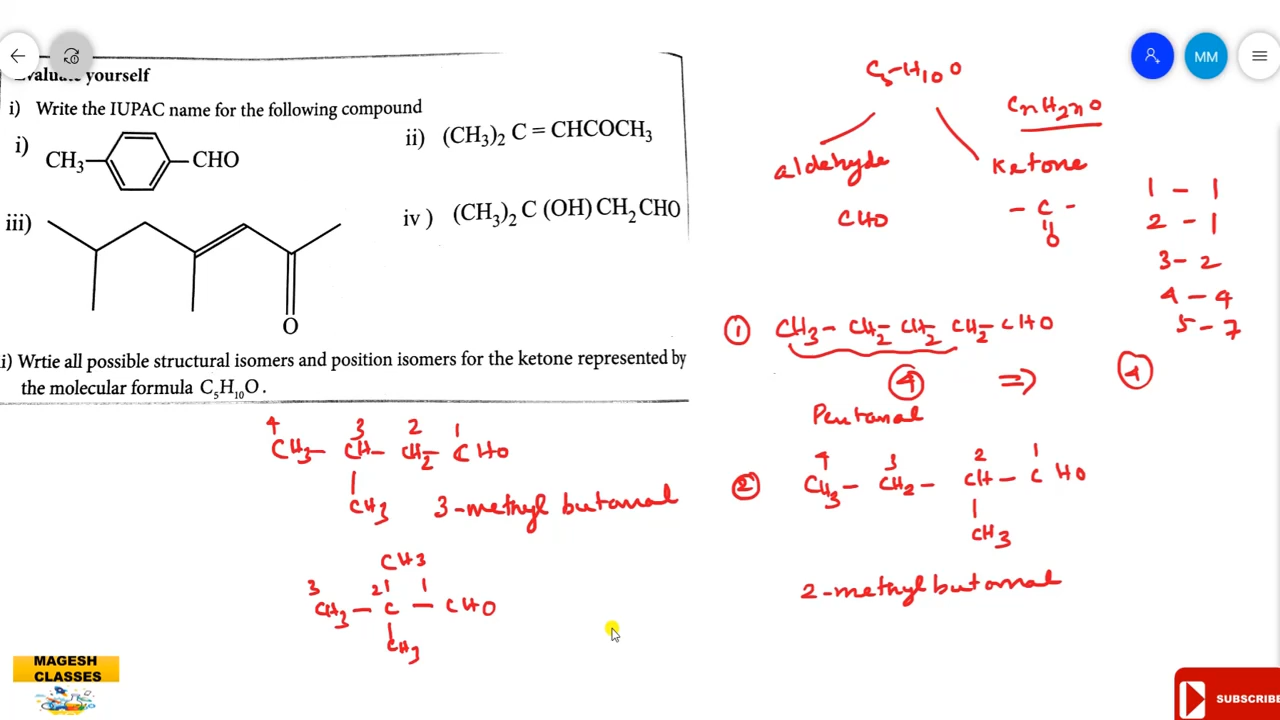 Evaluate yourself
i) Write the IUPAC name for the following compound
i) CH₃ CHO
ii) (CH₃)₂ C = CHCOCH₃
iii)
O
iv) (CH₃)₂ C (OH) CH₂CHO
i) Wrtie all possible structural isomers and position isomers for the ketone represented by
the molecular formula C₅H₁₀O.
MM
C₅H₁₀O
CnH2nO
aldehyde
Ketone
CHO
- C -
O
1 - 1
2 - 1
3 - 2
4 - 4
5 - 7
① CH₃ - CH₂ - CH₂ CH₂ - CHO
④ ⇒ ④
Pentanal
4 3 2 1
CH₃ - CH - CH₂ - CHO
CH₃
3-methyl butanal
4 3 2 1
② CH₃ - CH₂ - CH - CHO
CH₃
2-methylbutanal
CH₃
3 2 1
CH₃ - C - CHO
CH₃
MAGESH
CLASSES
SUBSCRIBE